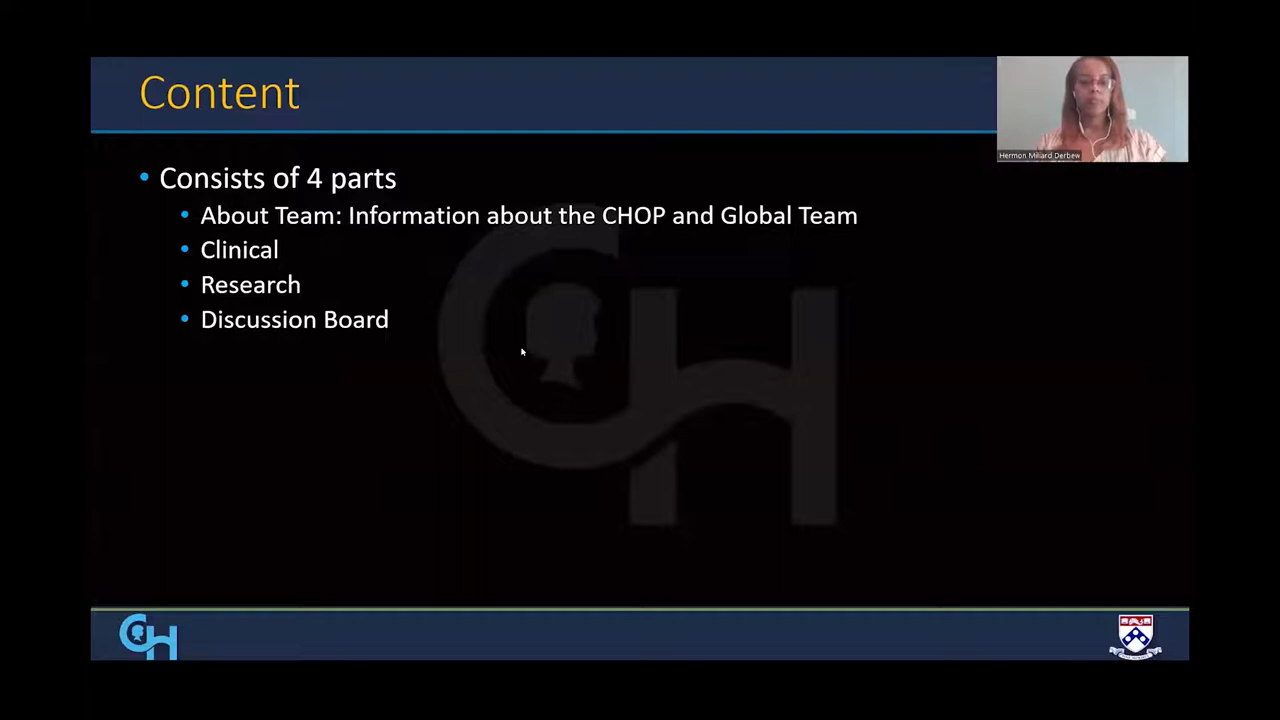 Content
Hermon Miliard Derbew
Consists of 4 parts
About Team: Information about the CHOP and Global Team
Clinical
Research
Discussion Board